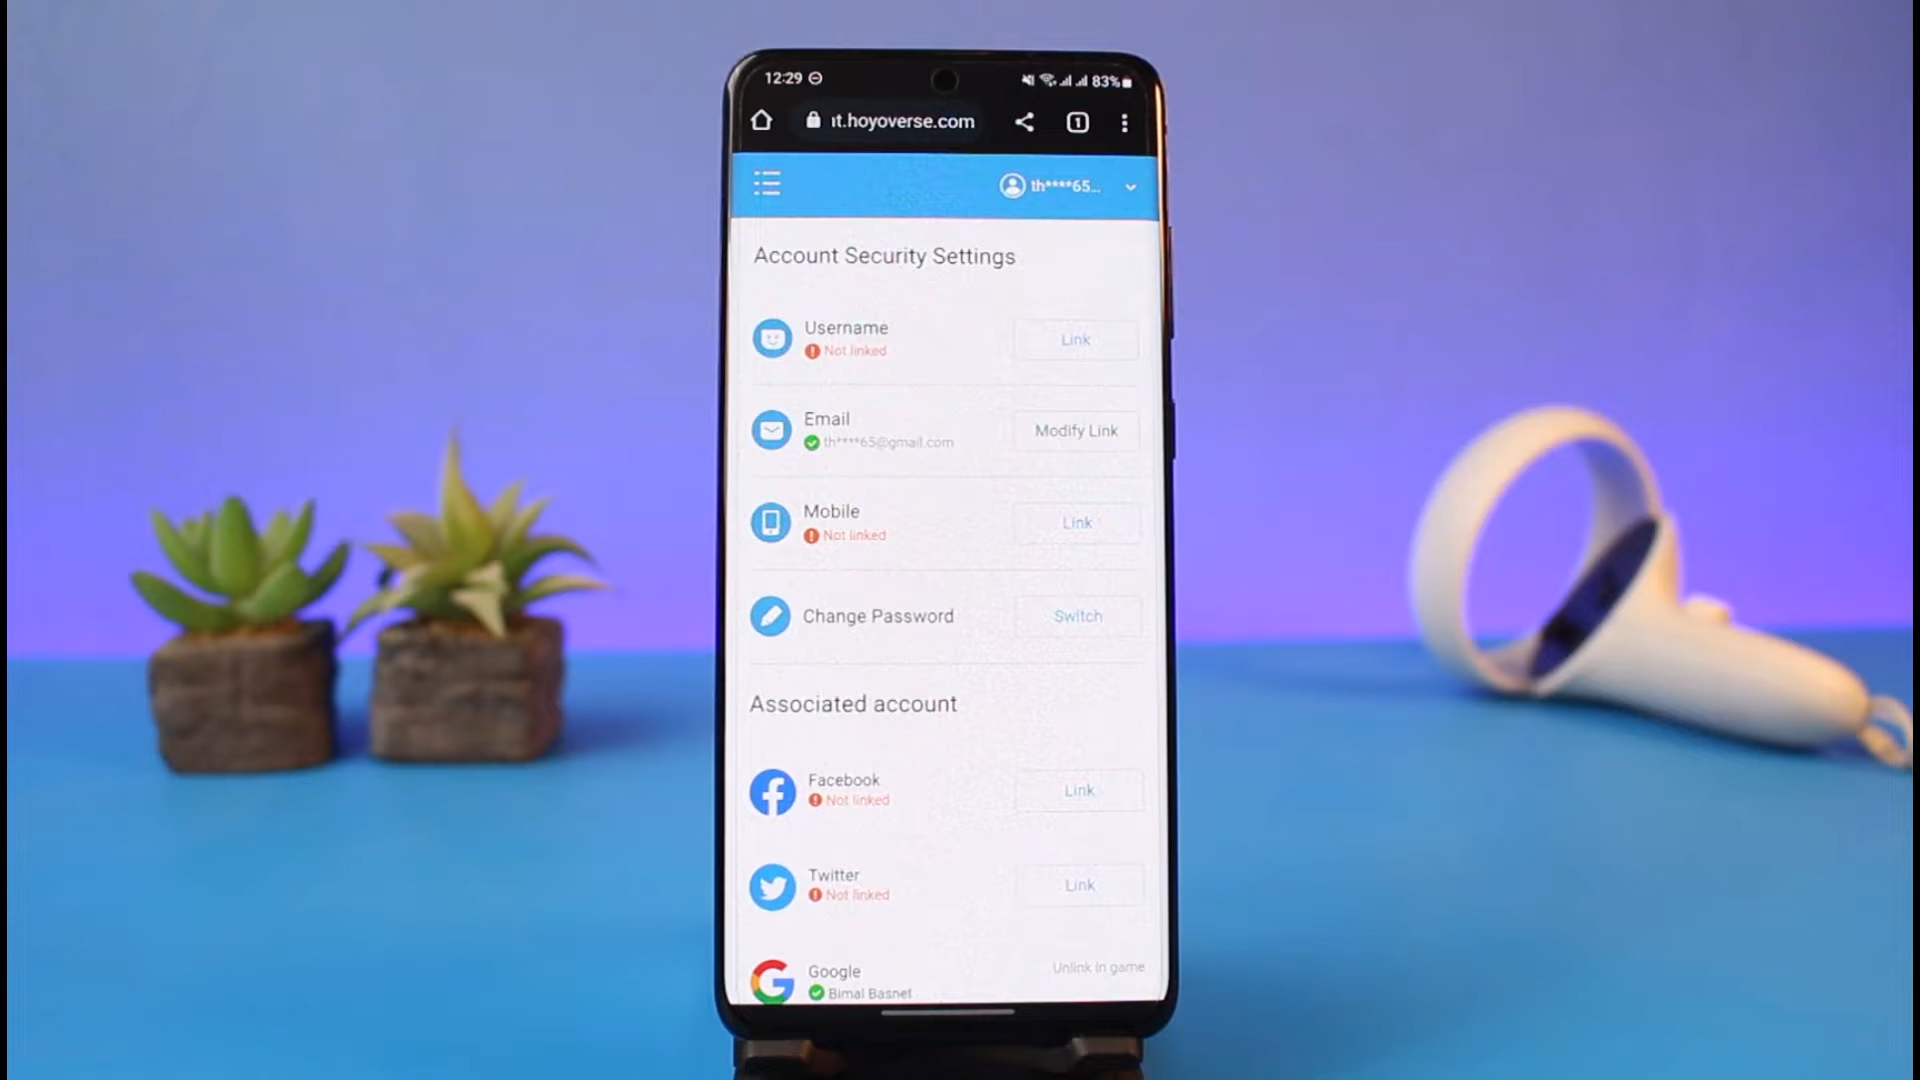 12:29
83%
1t.hoyoverse.com
1
th****65...
Account Security Settings
Username
Not linked
Link
Email
th****65@gmail.com
Modify Link
Mobile
Not linked
Link
Change Password
Switch
Associated account
Facebook
Not linked
Link
Twitter
Not linked
Link
Google
Bimal Basnet
Unlink in game